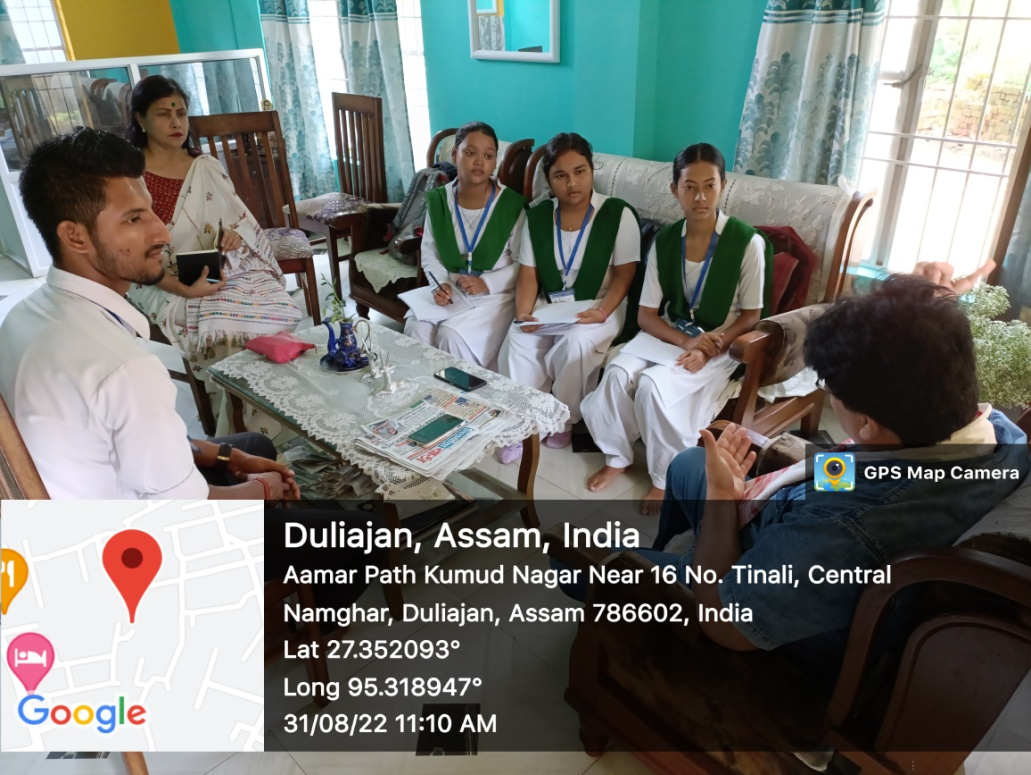 GPS Map Camera
Duliajan, Assam, India
Aamar Path Kumud Nagar Near 16 No. Tinali, Central
Namghar, Duliajan, Assam 786602, India
Lat 27.352093°
Long 95.318947°
31/08/22 11:10 AM
Google